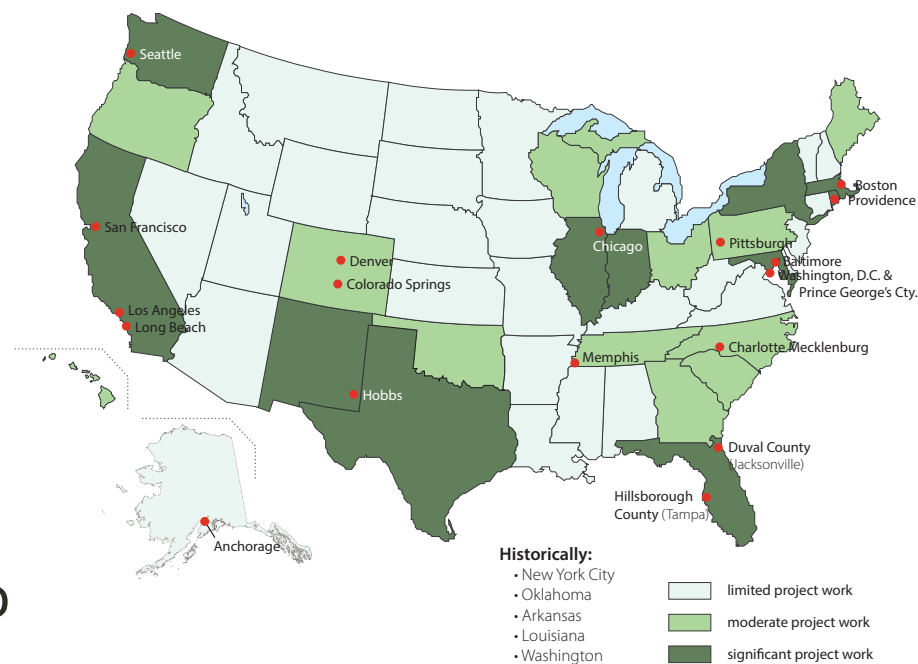 Seattle
Boston
Providence
San Francisco
Chicago
Pittsburgh
Denver
Baltimore
Washington, D.C. &
Prince George's Cty.
Colorado Springs
Los Angeles
Long Beach
Charlotte Mecklenburg
Memphis
Hobbs
Duval County
(Jacksonville)
Hillsborough
County (Tampa)
Anchorage
Historically:
• New York City
• Oklahoma
• Arkansas
• Louisiana
• Washington
limited project work
moderate project work
significant project work